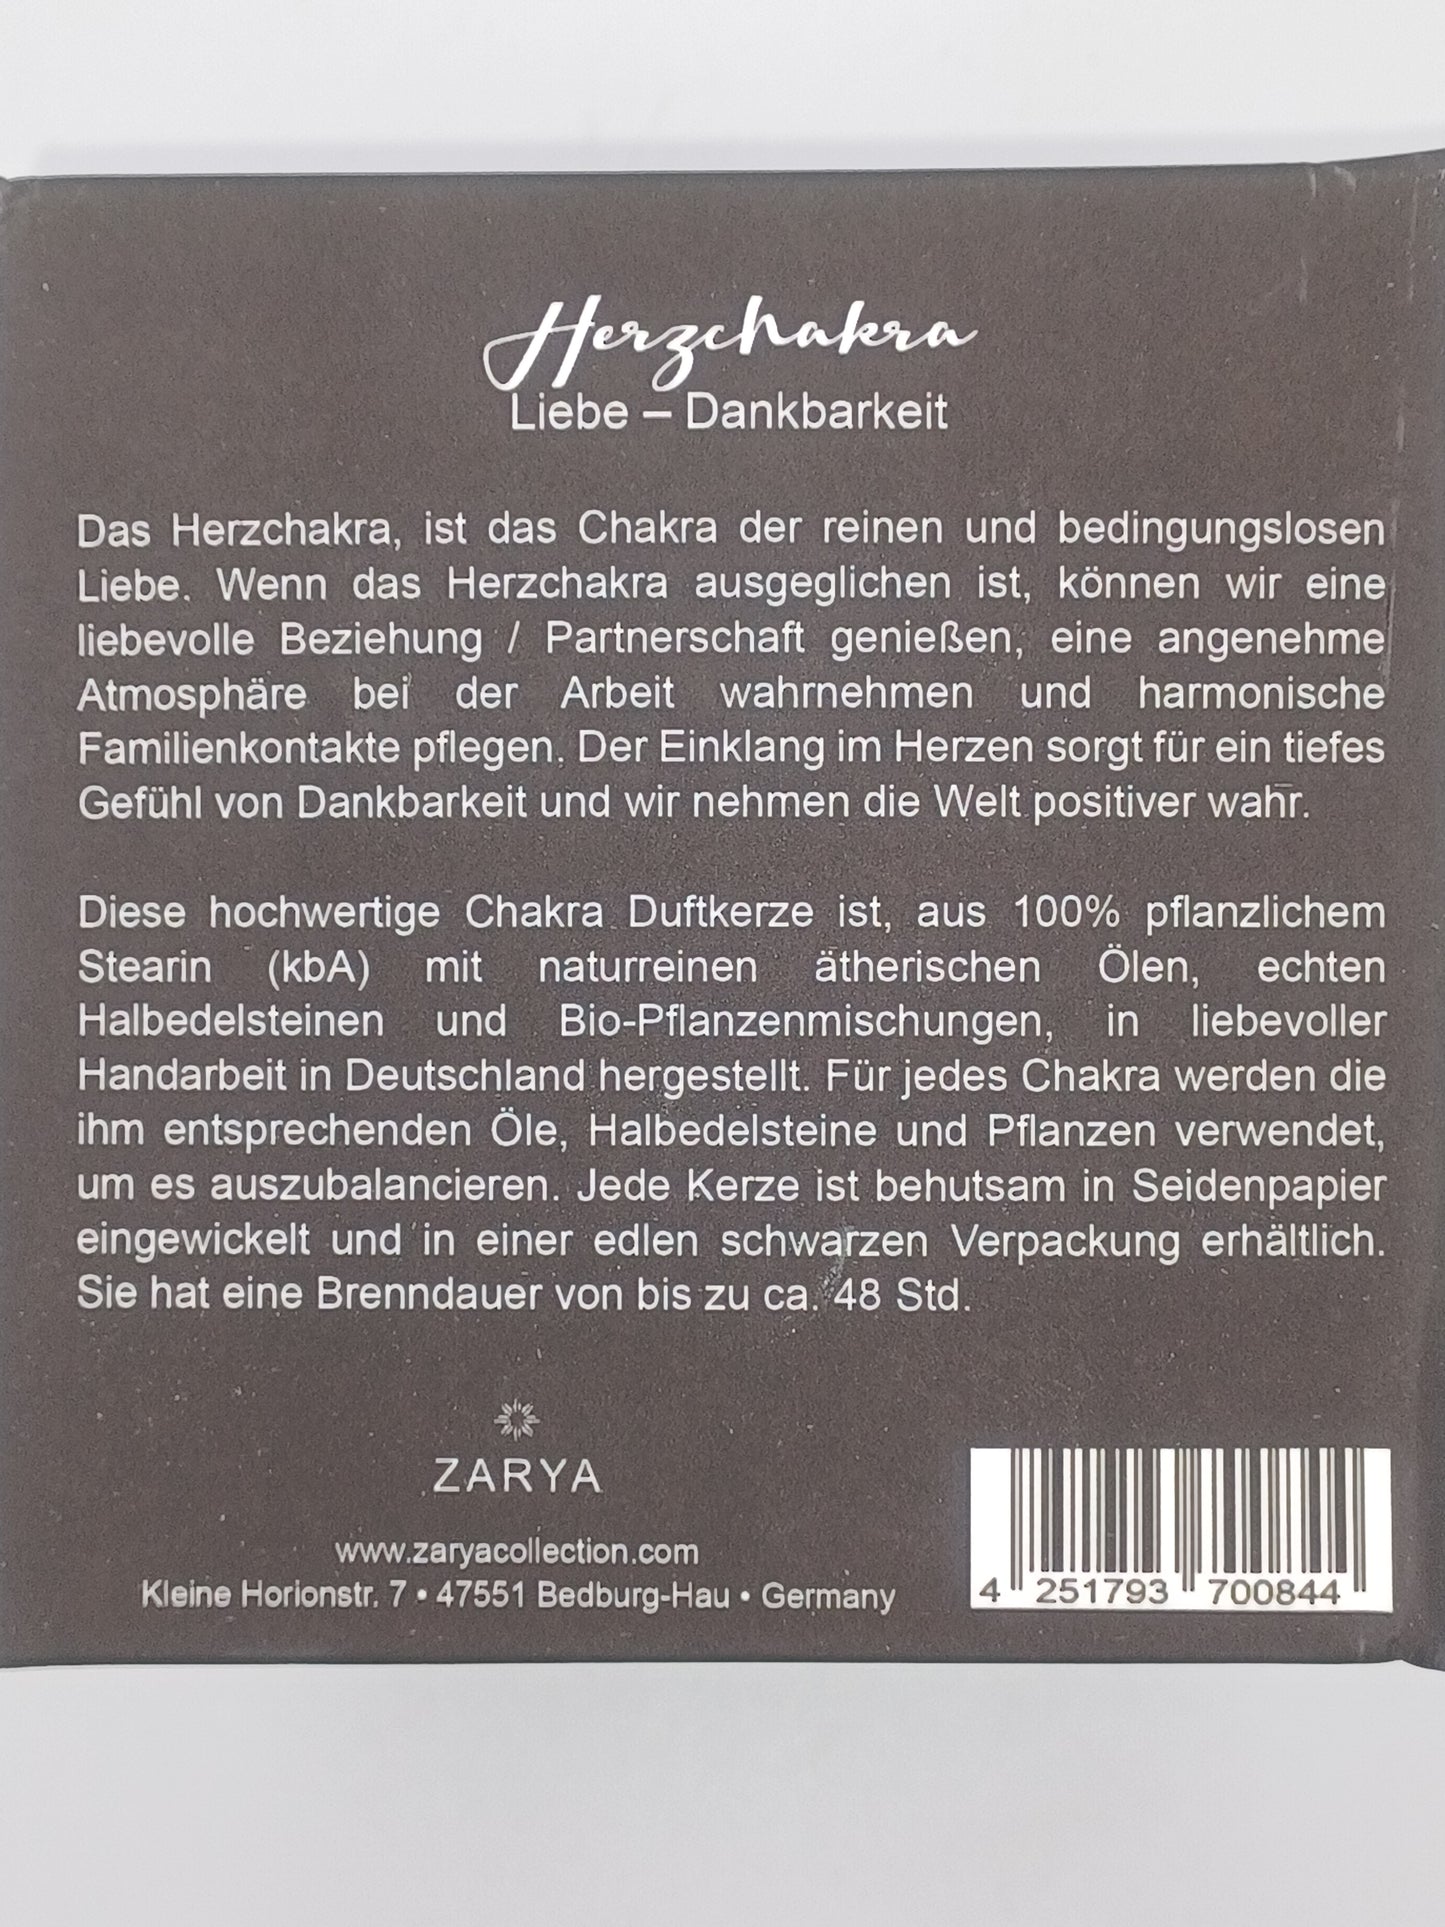 Herzchakra
Liebe – Dankbarkeit
Das Herzchakra, ist das Chakra der reinen und bedingungslosen
Liebe. Wenn das Herzchakra ausgeglichen ist, können wir eine
liebevolle Beziehung / Partnerschaft genießen, eine angenehme
Atmosphäre bei der Arbeit wahrnehmen und harmonische
Familienkontakte pflegen. Der Einklang im Herzen sorgt für ein tiefes
Gefühl von Dankbarkeit und wir nehmen die Welt positiver wahr.
Diese hochwertige Chakra Duftkerze ist, aus 100% pflanzlichem
Stearin (kbA) mit naturreinen ätherischen Ölen, echten
Halbedelsteinen und Bio-Pflanzenmischungen, in liebevoller
Handarbeit in Deutschland hergestellt. Für jedes Chakra werden die
ihm entsprechenden Öle, Halbedelsteine und Pflanzen verwendet,
um es auszubalancieren. Jede Kerze ist behutsam in Seidenpapier
eingewickelt und in einer edlen schwarzen Verpackung erhältlich.
Sie hat eine Brenndauer von bis zu ca. 48 Std.
ZARYA
www.zaryacollection.com
Kleine Horionstr. 7 • 47551 Bedburg-Hau • Germany
4 251793 700844